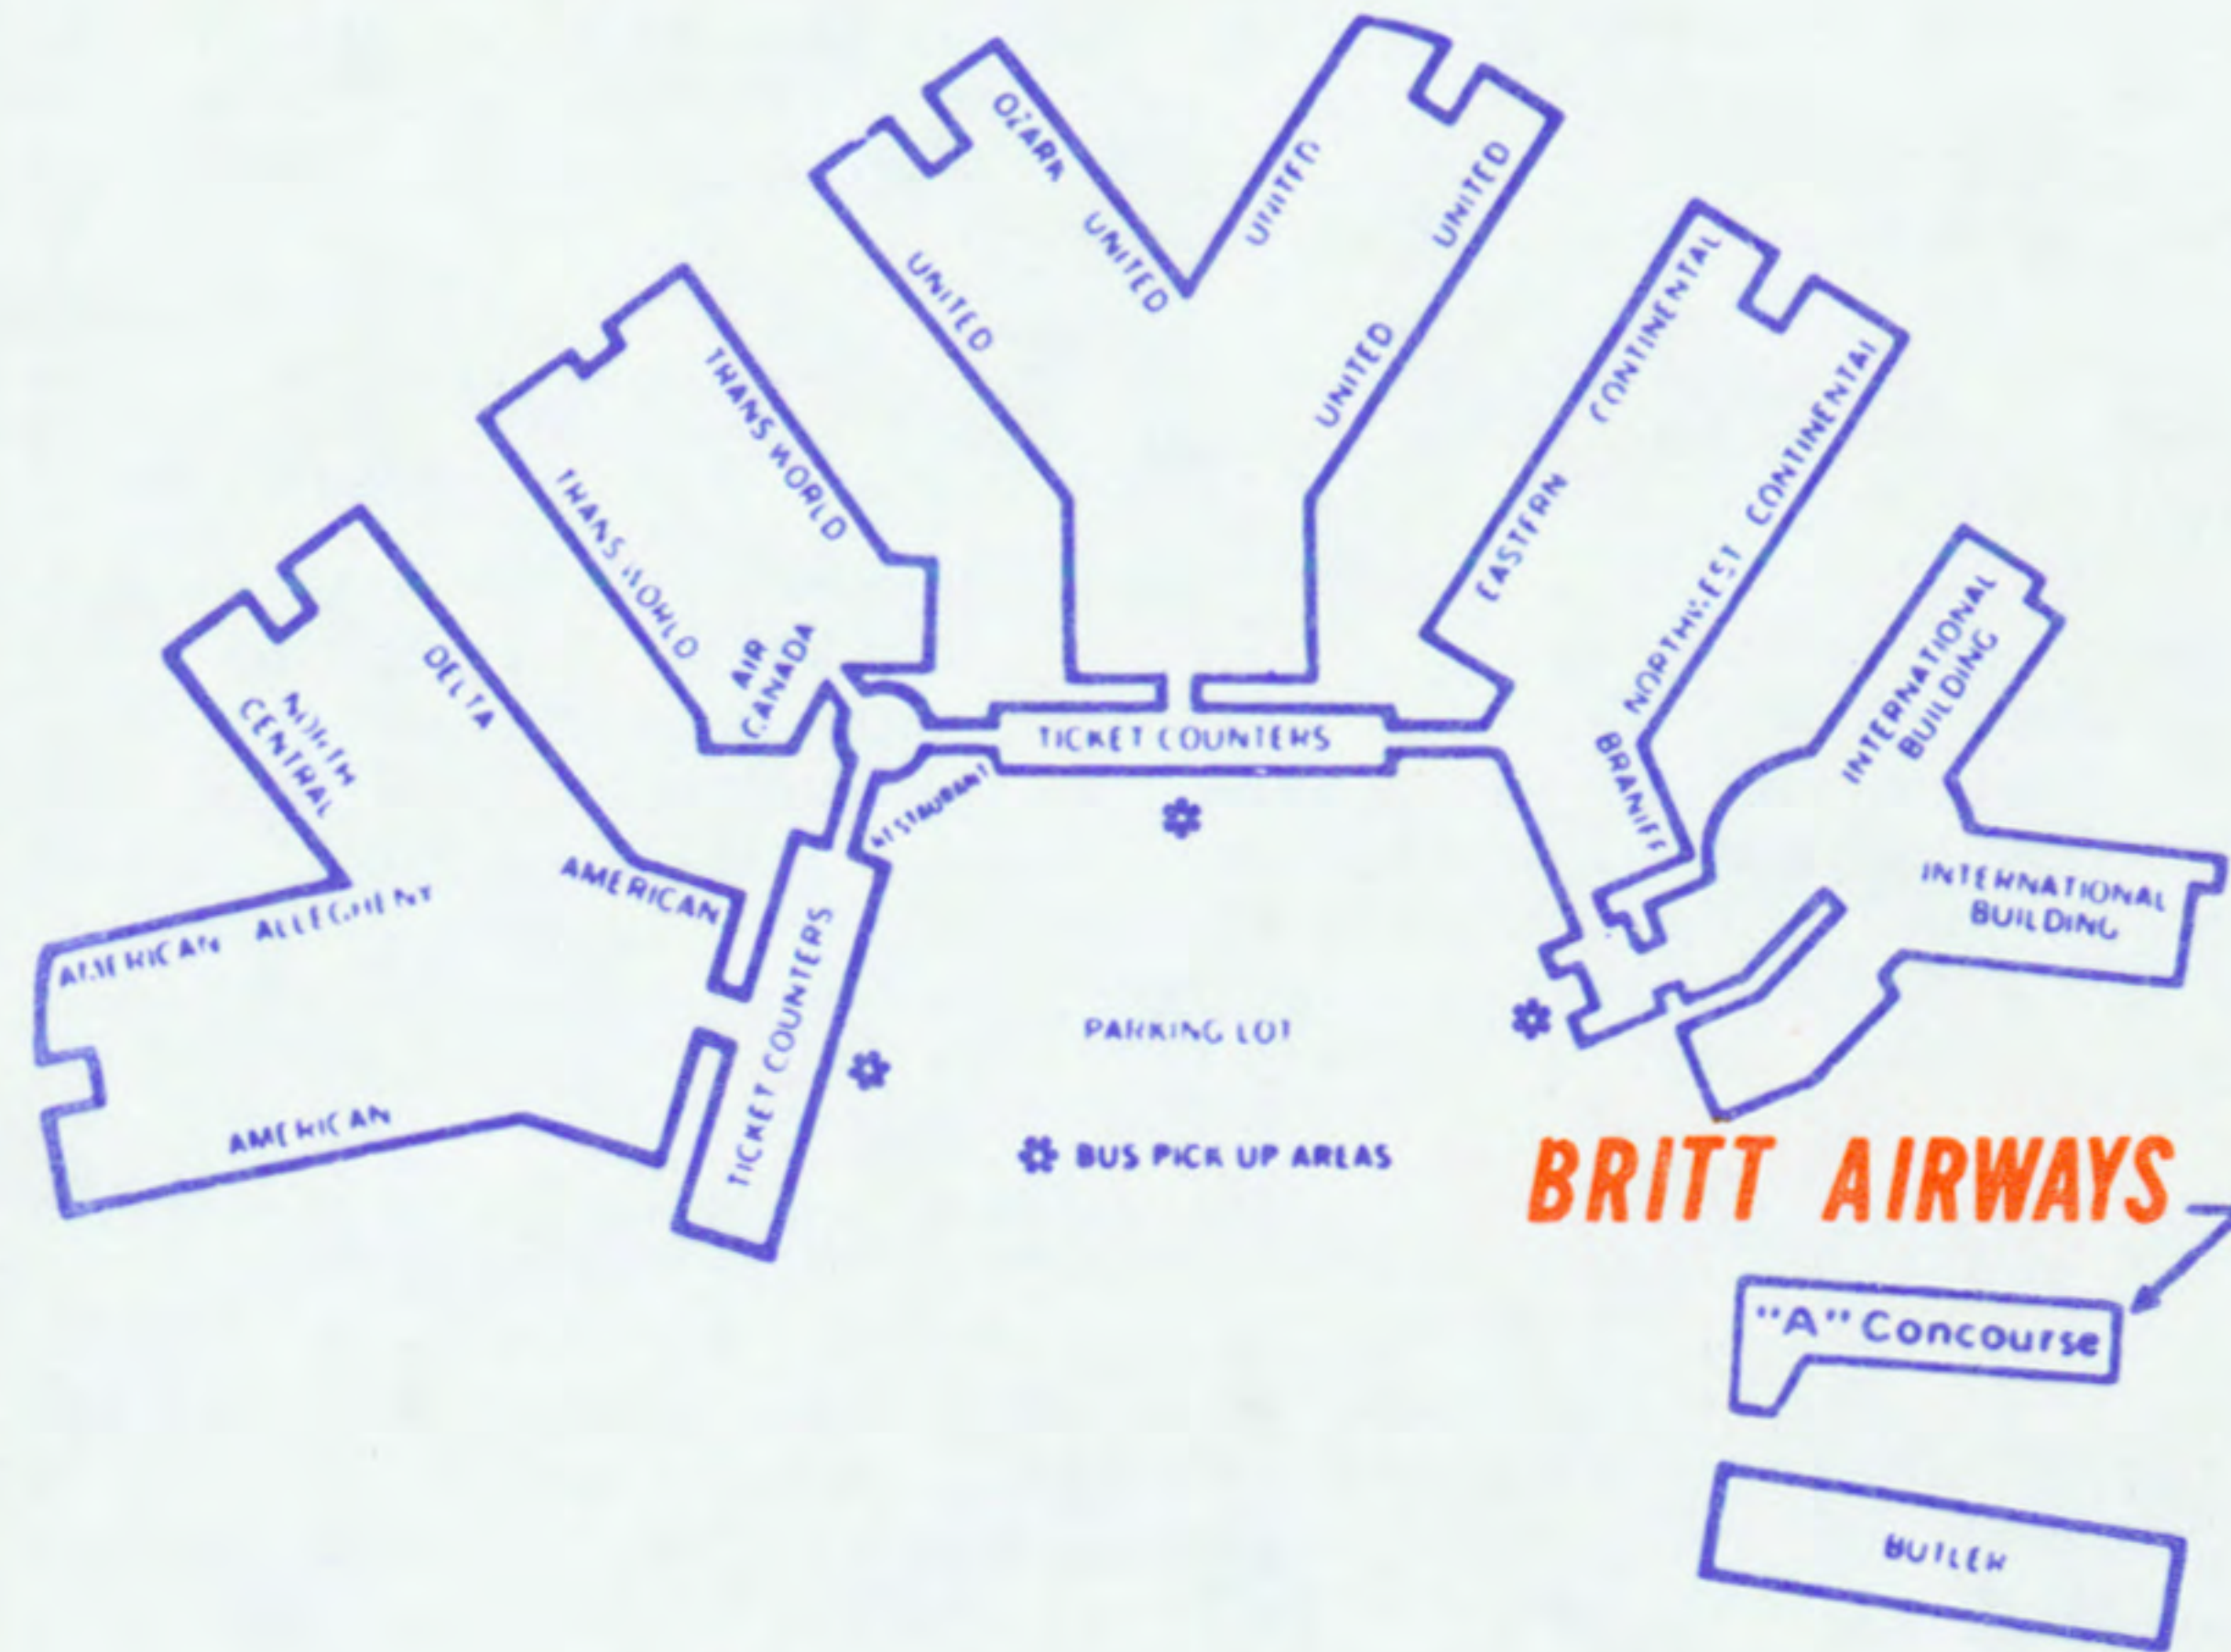 OZARK
UNITED
UNITED
UNITED
UNITED
UNITED
TRANS WORLD
TRANS WORLD
AIR
CANADA
CONTINENTAL
EASTERN
CONTINENTAL
NORTHWEST
BRANIFF
INTERNATIONAL
BUILDING
INTERNATIONAL
BUILDING
DELTA
NORTH
CENTRAL
AMERICAN
ALLEGHENY
AMERICAN
AMERICAN
TICKET COUNTERS
RESTAURANT
TICKET COUNTERS
PARKING LOT
BUS PICK UP AREAS
BRITT AIRWAYS
"A" Concourse
BUTLER